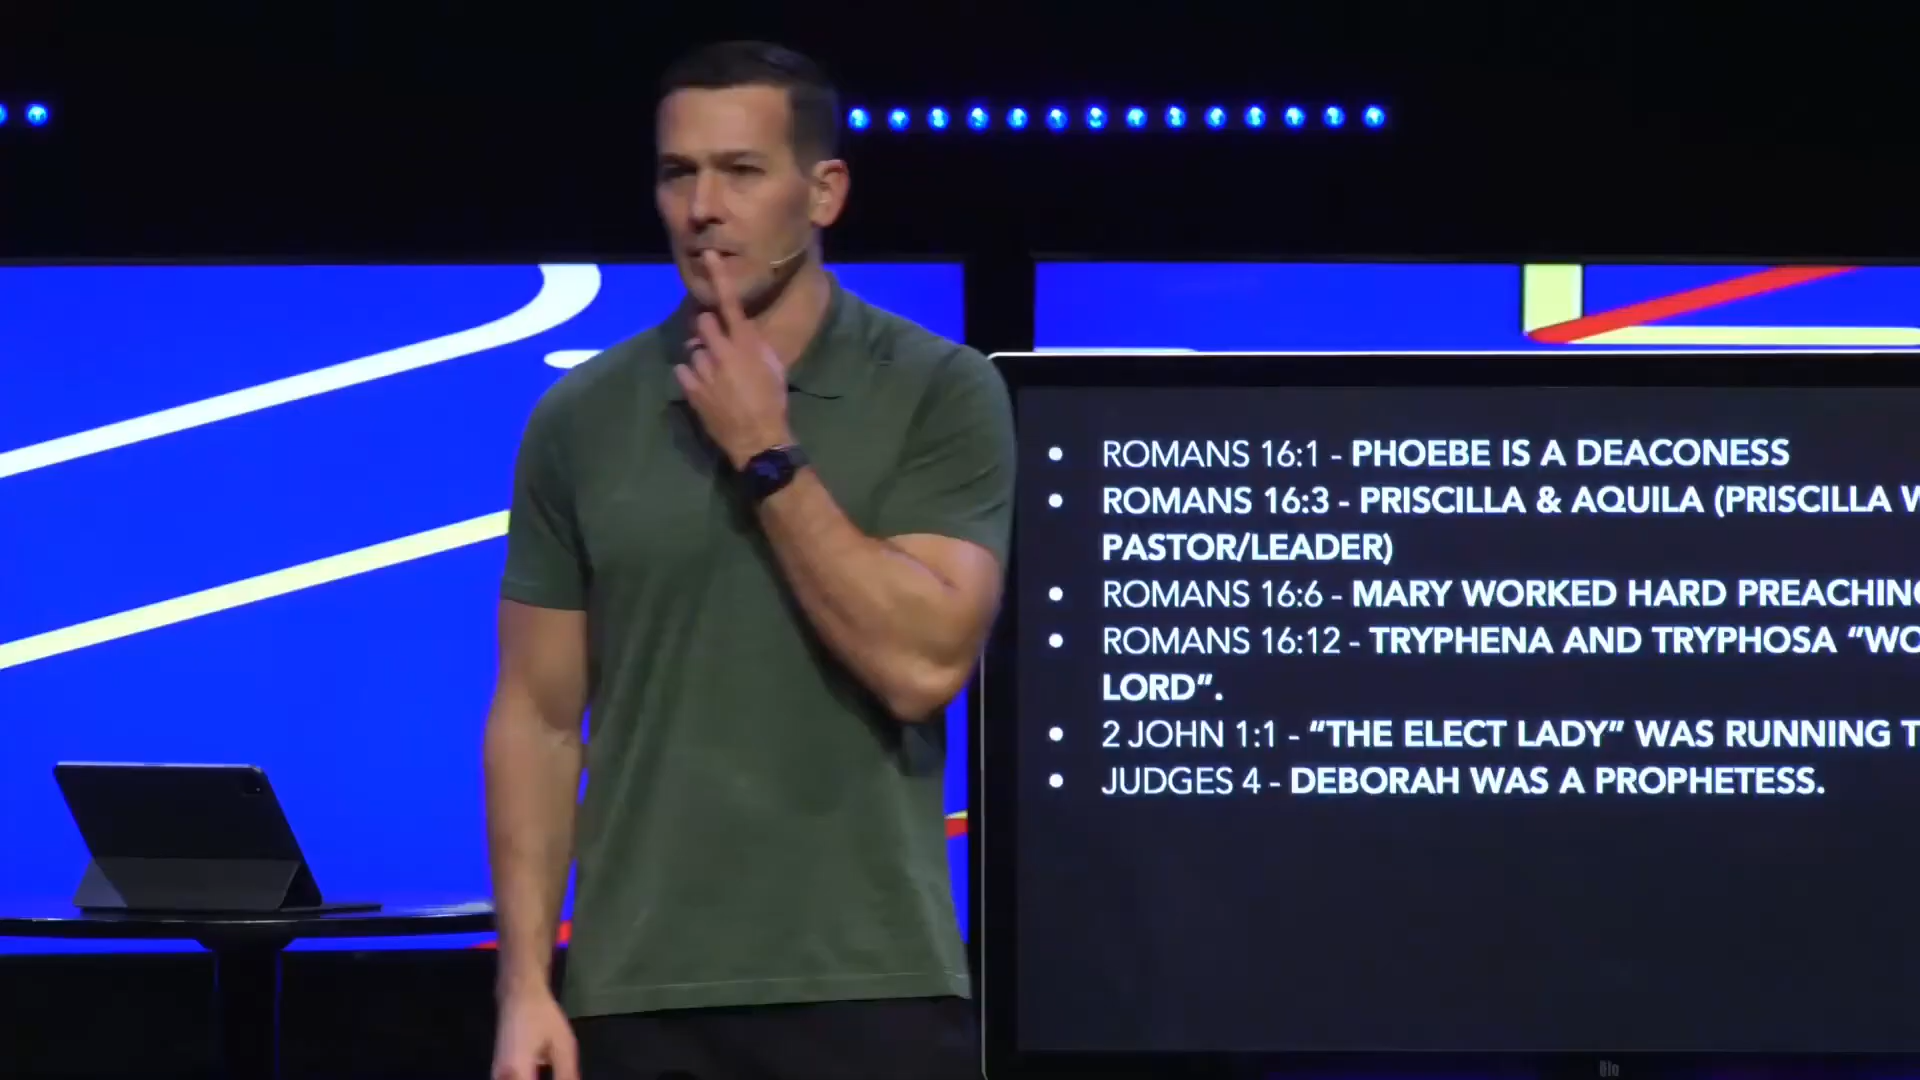 • ROMANS 16:1 - PHOEBE IS A DEACONESS
• ROMANS 16:3 - PRISCILLA & AQUILA (PRISCILLA
PASTOR/LEADER)
• ROMANS 16:6 - MARY WORKED HARD PREACHING
• ROMANS 16:12 - TRYPHENA AND TRYPHOSA “WO
LORD”.
• 2 JOHN 1:1 - “THE ELECT LADY” WAS RUNNING T
• JUDGES 4 - DEBORAH WAS A PROPHETESS.